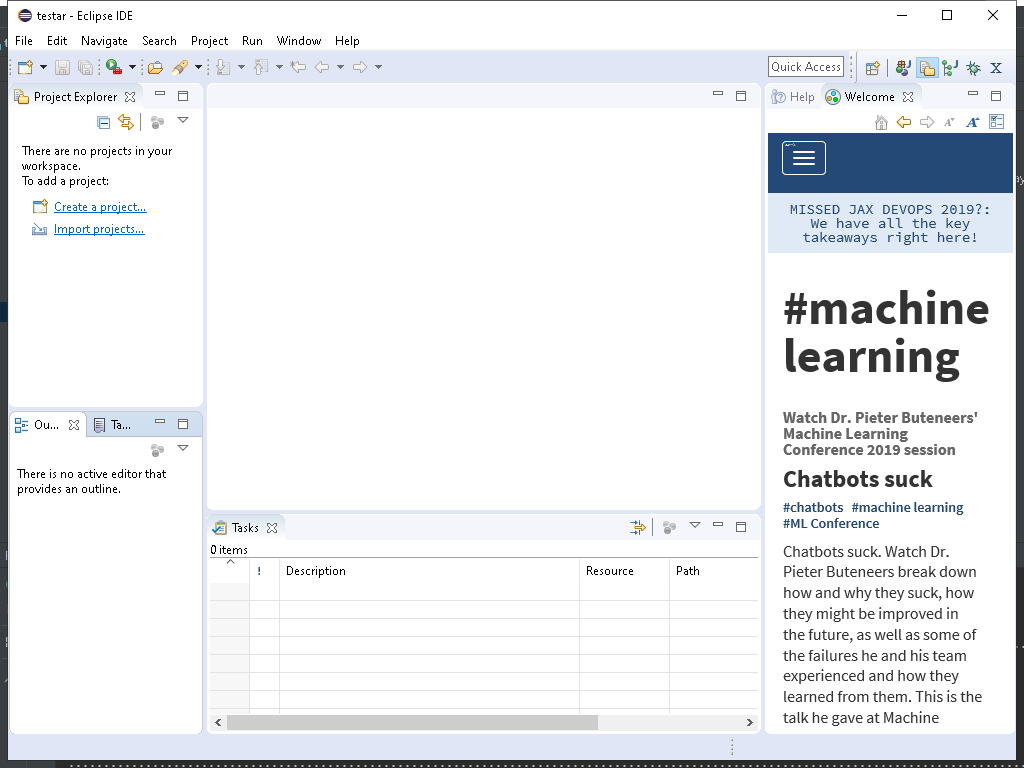 testar - Eclipse IDE
File Edit Navigate Search Project Run Window Help
Quick Access
Project Explorer
There are no projects in your
workspace.
To add a project:
Create a project...
Import projects...
Ou...
Ta...
There is no active editor that
provides an outline.
Tasks
0 items
! Description Resource Path
Help
Welcome
MISSED JAX DEVOPS 2019?:
We have all the key
takeaways right here!
#machine
learning
Watch Dr. Pieter Buteneers'
Machine Learning
Conference 2019 session
Chatbots suck
#chatbots #machine learning
#ML Conference
Chatbots suck. Watch Dr.
Pieter Buteneers break down
how and why they suck, how
they might be improved in
the future, as well as some of
the failures he and his team
experienced and how they
learned from them. This is the
talk he gave at Machine